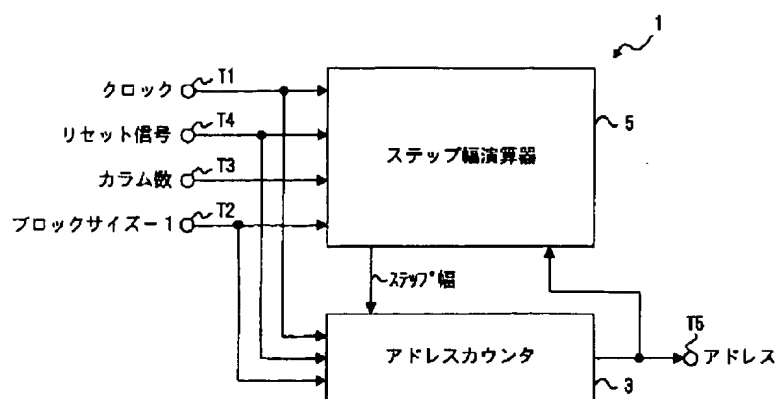 1
クロック T1
リセット信号 T4
カラム数 T3
ブロックサイズー1 T2
ステップ幅演算器
5
ステップ幅
アドレスカウンタ
T5
アドレス
3